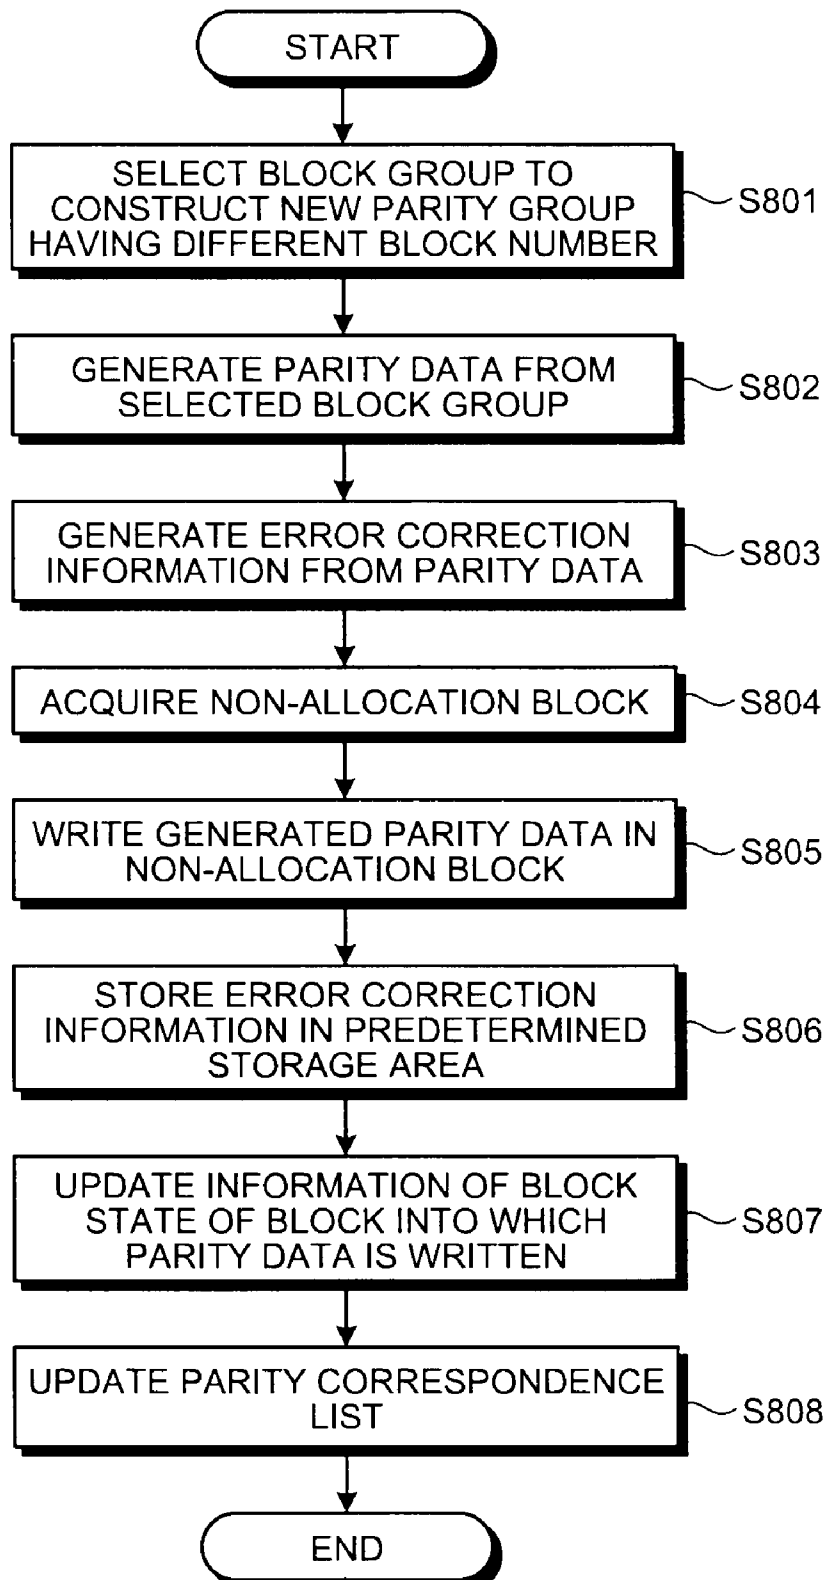 START
SELECT BLOCK GROUP TO
CONSTRUCT NEW PARITY GROUP
HAVING DIFFERENT BLOCK NUMBER
S801
GENERATE PARITY DATA FROM
SELECTED BLOCK GROUP
S802
GENERATE ERROR CORRECTION
INFORMATION FROM PARITY DATA
S803
ACQUIRE NON-ALLOCATION BLOCK
S804
WRITE GENERATED PARITY DATA IN
NON-ALLOCATION BLOCK
S805
STORE ERROR CORRECTION
INFORMATION IN PREDETERMINED
STORAGE AREA
S806
UPDATE INFORMATION OF BLOCK
STATE OF BLOCK INTO WHICH
PARITY DATA IS WRITTEN
S807
UPDATE PARITY CORRESPONDENCE
LIST
S808
END